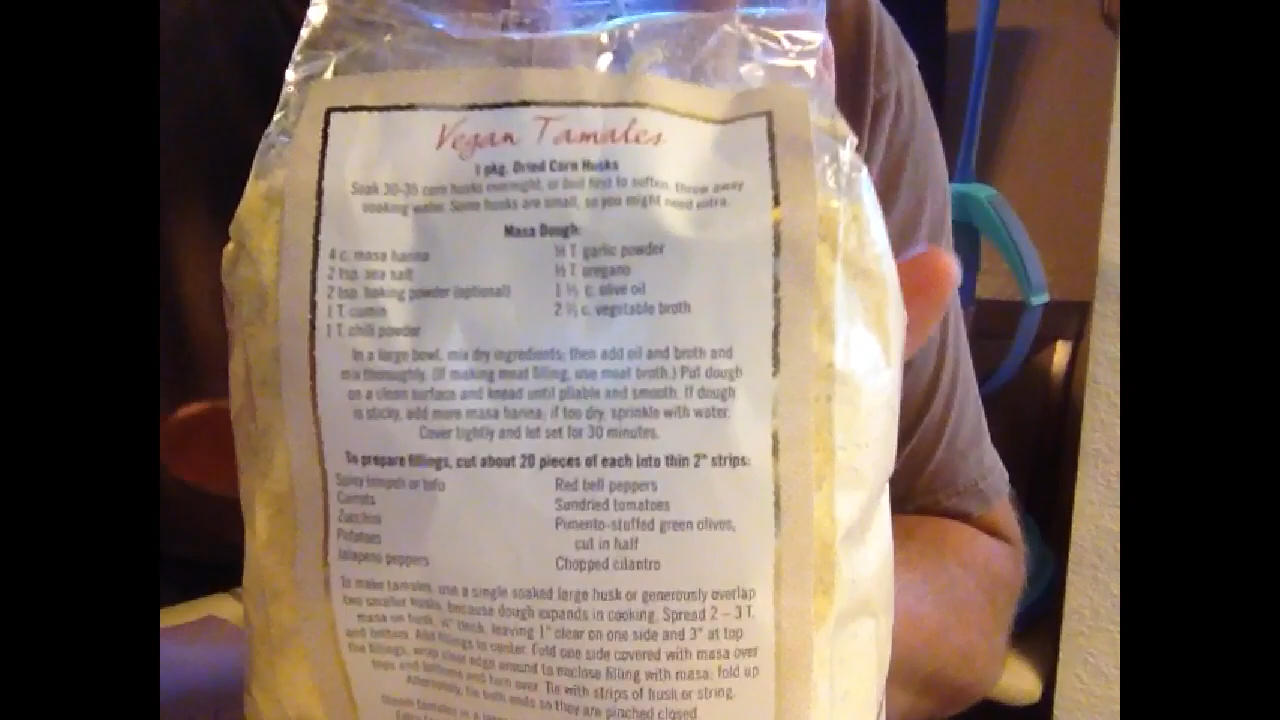 Vegan Tamales
1 pkg. Dried Corn Husks
Soak 30-35 corn husks overnight, or boil first to soften, throw away
cooking water. Some husks are small, so you might need extra.
Masa Dough:
4 c. masa harina
2 tsp. sea salt
2 tsp. baking powder (optional)
1 T. cumin
1 T. chili powder
T. garlic powder
½ T. oregano
1 ½ c. olive oil
2 ½ c. vegetable broth
In a large bowl, mix dry ingredients; then add oil and broth and
mix thoroughly. (If making meat filling, use meat broth.) Put dough
on a clean surface and knead until pliable and smooth. If dough
is sticky, add more masa harina; if too dry, sprinkle with water.
Cover tightly and let set for 30 minutes.
To prepare fillings, cut about 20 pieces of each into thin 2" strips:
Spicy tempeh or tofu
Carrots
Zucchini
Potatoes
Jalapeno peppers
Red bell peppers
Sundried tomatoes
Pimento-stuffed green olives,
cut in half
Chopped cilantro
To make tamales, use a single soaked large husk or generously overlap
two smaller husks, because dough expands in cooking. Spread 2 – 3 T.
masa on husk, ¼" thick, leaving 1" clear on one side and 3" at top
and bottom. Add fillings to center. Fold one side covered with masa over
the fillings, wrap clear edge around to enclose filling with masa; fold up
tops and bottoms and turn over. Tie with strips of husk or string.
Alternately, tie both ends so they are pinched closed
Steam tamales in a large